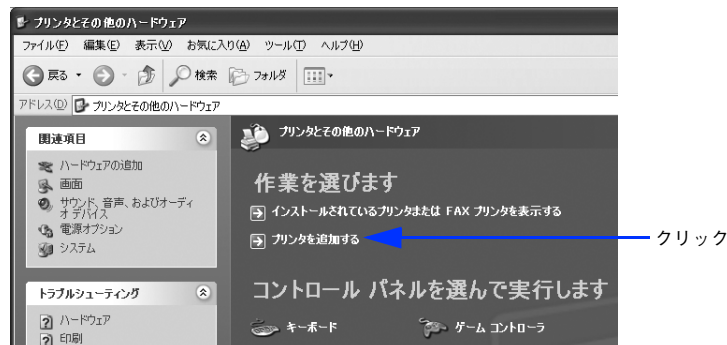 プリンタとその他のハードウェア
ファイル(F) 編集(E) 表示(V) お気に入り(A) ツール(T) ヘルプ(H)
戻る 検索 フォルダ
アドレス(D) プリンタとその他のハードウェア
関連項目
ハードウェアの追加
画面
サウンド、音声、およびオーディ
オ デバイス
電源オプション
システム
トラブルシューティング
ハードウェア
印刷
プリンタとその他のハードウェア
作業を選びます
インストールされているプリンタまたは FAX プリンタを表示する
プリンタを追加する
クリック
コントロール パネルを選んで実行します
キーボード
ゲーム コントローラ